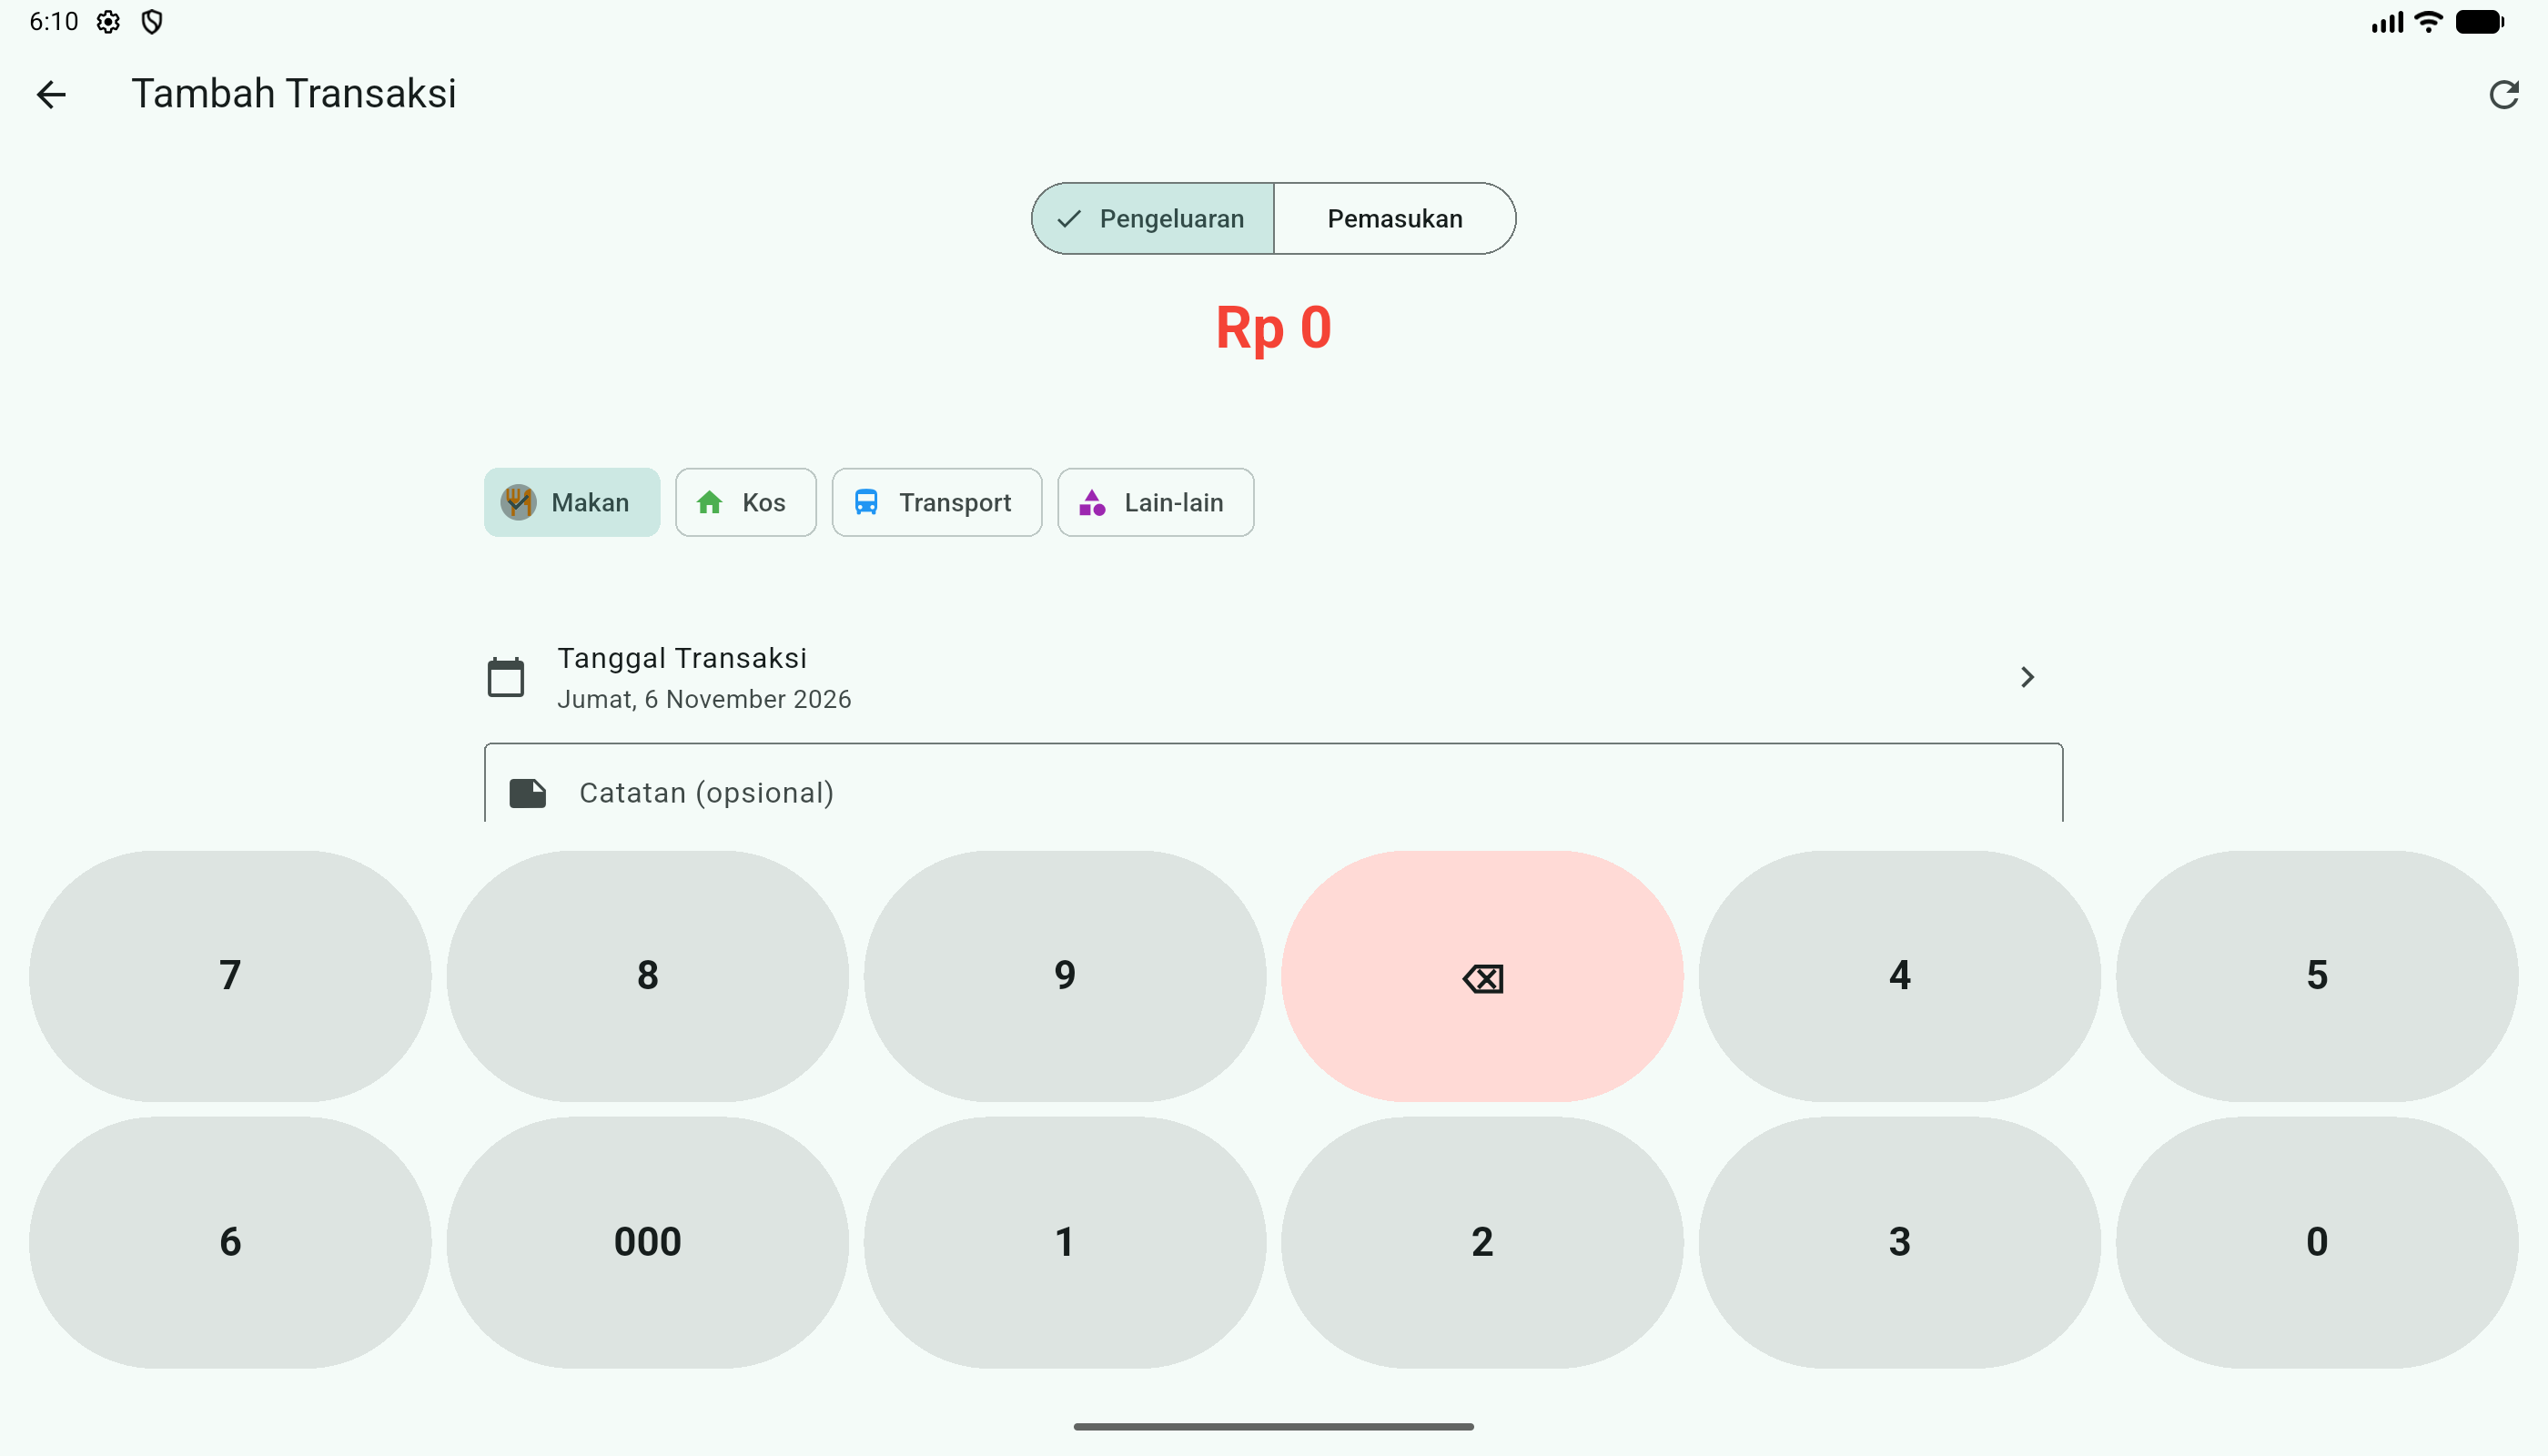 6:10
Tambah Transaksi
Pengeluaran Pemasukan
Rp 0
Makan Kos Transport Lain-lain
Tanggal Transaksi
Jumat, 6 November 2026
Catatan (opsional)
7 8 9 4 5
6 000 1 2 3 0